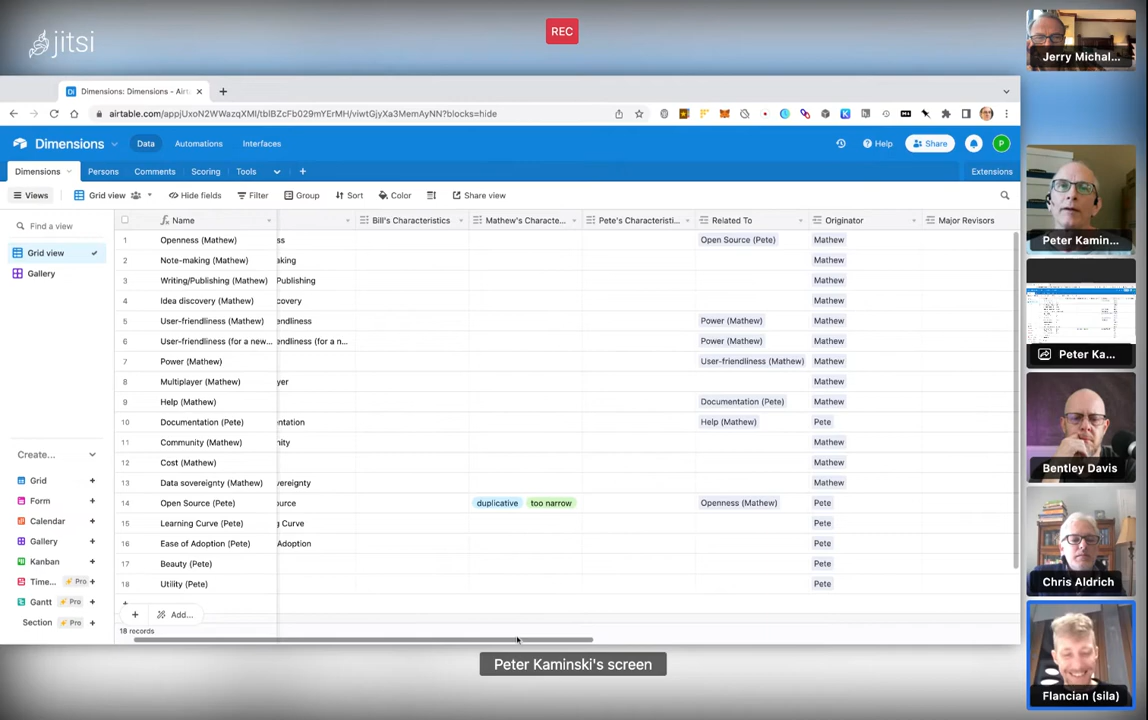 jitsi
REC
Jerry Michal...
Dimensions: Dimensions - Airt
airtable.com/appjUxoN2WWazqXMI/tblBZcFb029mYErMH/viwtGjyXa3MemAyNN?blocks=hide
Dimensions Data Automations Interfaces Help Share P
Dimensions Persons Comments Scoring Tools Extensions
Views Grid view Hide fields Filter Group Sort Color Share view
Find a view
Grid view
Gallery
Name Bill's Characteristics Mathew's Characte... Pete's Characteristi... Related To Originator Major Revisors
1 Openness (Mathew) ss Open Source (Pete) Mathew
2 Note-making (Mathew) aking Mathew
3 Writing/Publishing (Mathew) Publishing Mathew
4 Idea discovery (Mathew) covery Mathew
5 User-friendliness (Mathew) endliness Power (Mathew) Mathew
6 User-friendliness (for a new... endliness (for a n... Power (Mathew) Mathew
7 Power (Mathew) User-friendliness (Mathew) Mathew
8 Multiplayer (Mathew) yer Mathew
9 Help (Mathew) Documentation (Pete) Mathew
10 Documentation (Pete) entation Help (Mathew) Pete
11 Community (Mathew) nity Mathew
12 Cost (Mathew) Mathew
13 Data sovereignty (Mathew) vereignty Mathew
14 Open Source (Pete) ource duplicative too narrow Openness (Mathew) Pete
15 Learning Curve (Pete) g Curve Pete
16 Ease of Adoption (Pete) Adoption Pete
17 Beauty (Pete) Pete
18 Utility (Pete) Pete
Add...
18 records
Create...
Grid
Form
Calendar
Gallery
Kanban
Time... Pro
Gantt Pro
Section Pro
Peter Kaminski's screen
Peter Kamin...
Peter Ka...
Bentley Davis
Chris Aldrich
Flancian (sila)